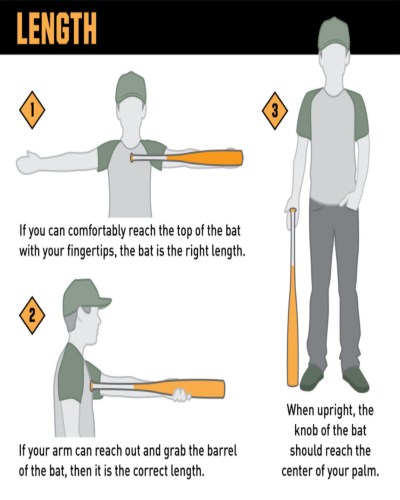 LENGTH
1
If you can comfortably reach the top of the bat
with your fingertips, the bat is the right length.
2
If your arm can reach out and grab the barrel
of the bat, then it is the correct length.
3
When upright, the
knob of the bat
should reach the
center of your palm.